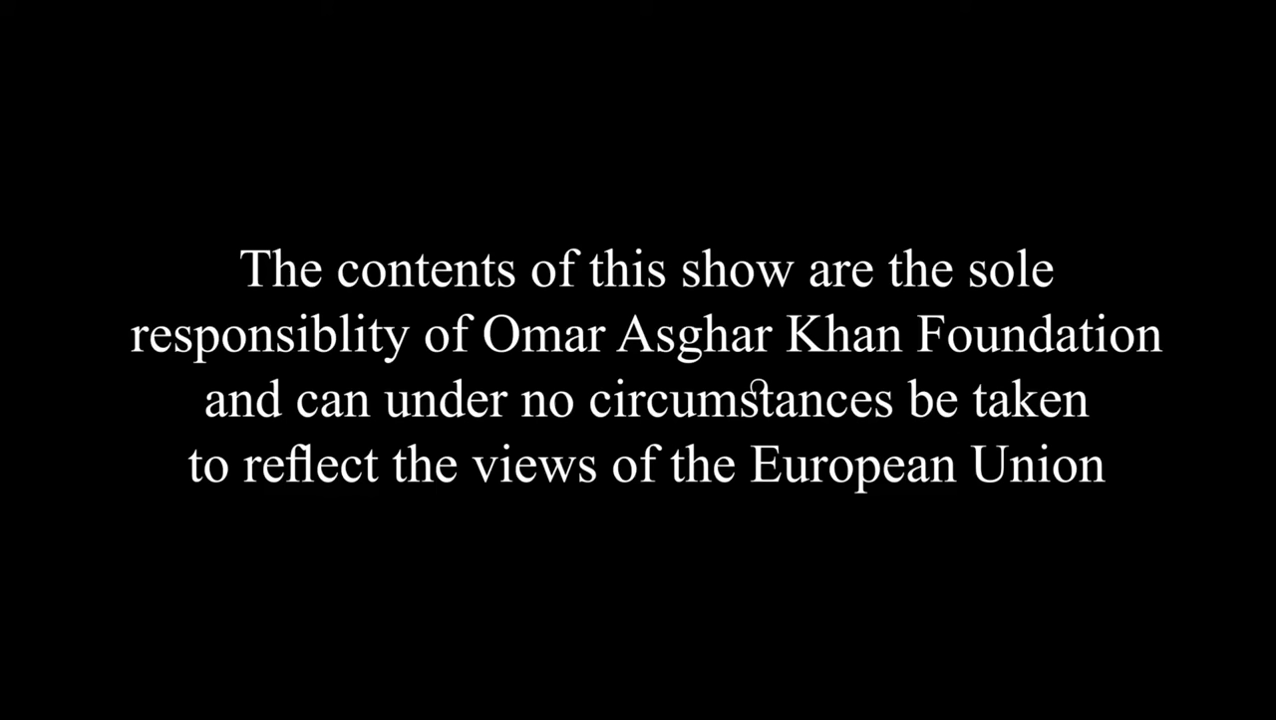 The contents of this show are the sole
responsiblity of Omar Asghar Khan Foundation
and can under no circumstances be taken
to reflect the views of the European Union